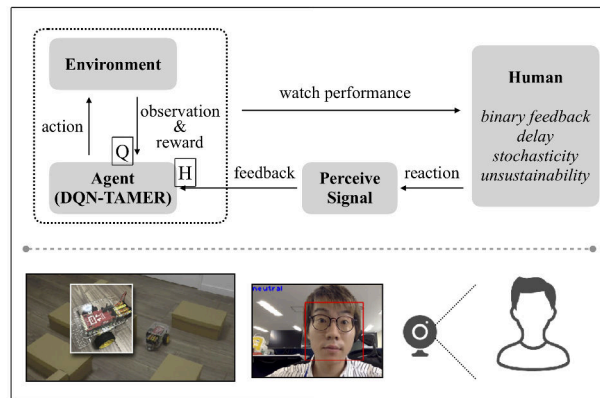 Environment
action
observation
&
reward
Q
H
Agent
(DQN-TAMER)
watch performance
feedback
Perceive
Signal
reaction
Human
binary feedback
delay
stochasticity
unsustainability
neutral